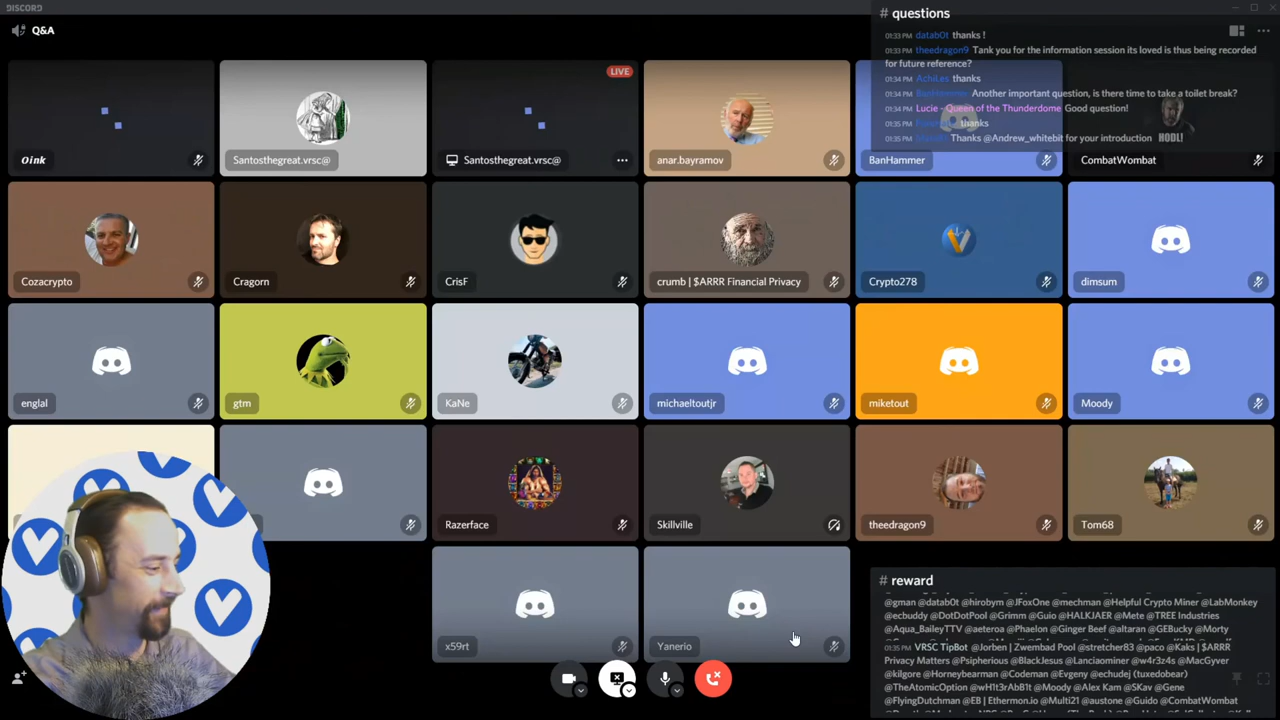 DISCORD
Q&A
# questions
01:33 PM datab0t thanks !
01:33 PM theedragon9 Tank you for the information session its loved is thus being recorded
for future reference?
01:34 PM AchiLes thanks
01:34 PM BanHammer Another important question, is there time to take a toilet break?
01:34 PM Lucie - Queen of the Thunderdome Good question!
01:35 PM thanks
01:35 PM Thanks @Andrew_whitebit for your introduction
LIVE
HODL!
Oink
Santosthegreat.vrsc@
Santosthegreat.vrsc@
anar.bayramov
BanHammer
CombatWombat
Cozacrypto
Cragorn
CrisF
crumb | $ARRR Financial Privacy
Crypto278
dimsum
englal
gtm
KaNe
michaeltoutjr
miketout
Moody
Razerface
Skillville
theedragon9
Tom68
x59rt
Yanerio
# reward
@gman @datab0t @hirobym @JFoxOne @mechman @Helpful Crypto Miner @LabMonkey
@ecbuddy @DotDotPool @Grimm @Guio @HALKJAER @Mete @TREE Industries
@Aqua_BaileyTTV @aeteroa @Phaelon @Ginger Beef @altaran @GEBucky @Morty
01:35 PM VRSC TipBot @Jorben | Zwembad Pool @stretcher83 @paco @Kaks | $ARRR
Privacy Matters @Psipherious @BlackJesus @Lanciaominer @w4r3z4s @MacGyver
@kilgore @Horneybearman @Codeman @Evgeny @echudej (tuxedobear)
@TheAtomicOption @wH1t3rAbB1t @Moody @Alex Kam @SKav @Gene
@FlyingDutchman @EB | Ethermon.io @Multi21 @austone @Guido @CombatWombat